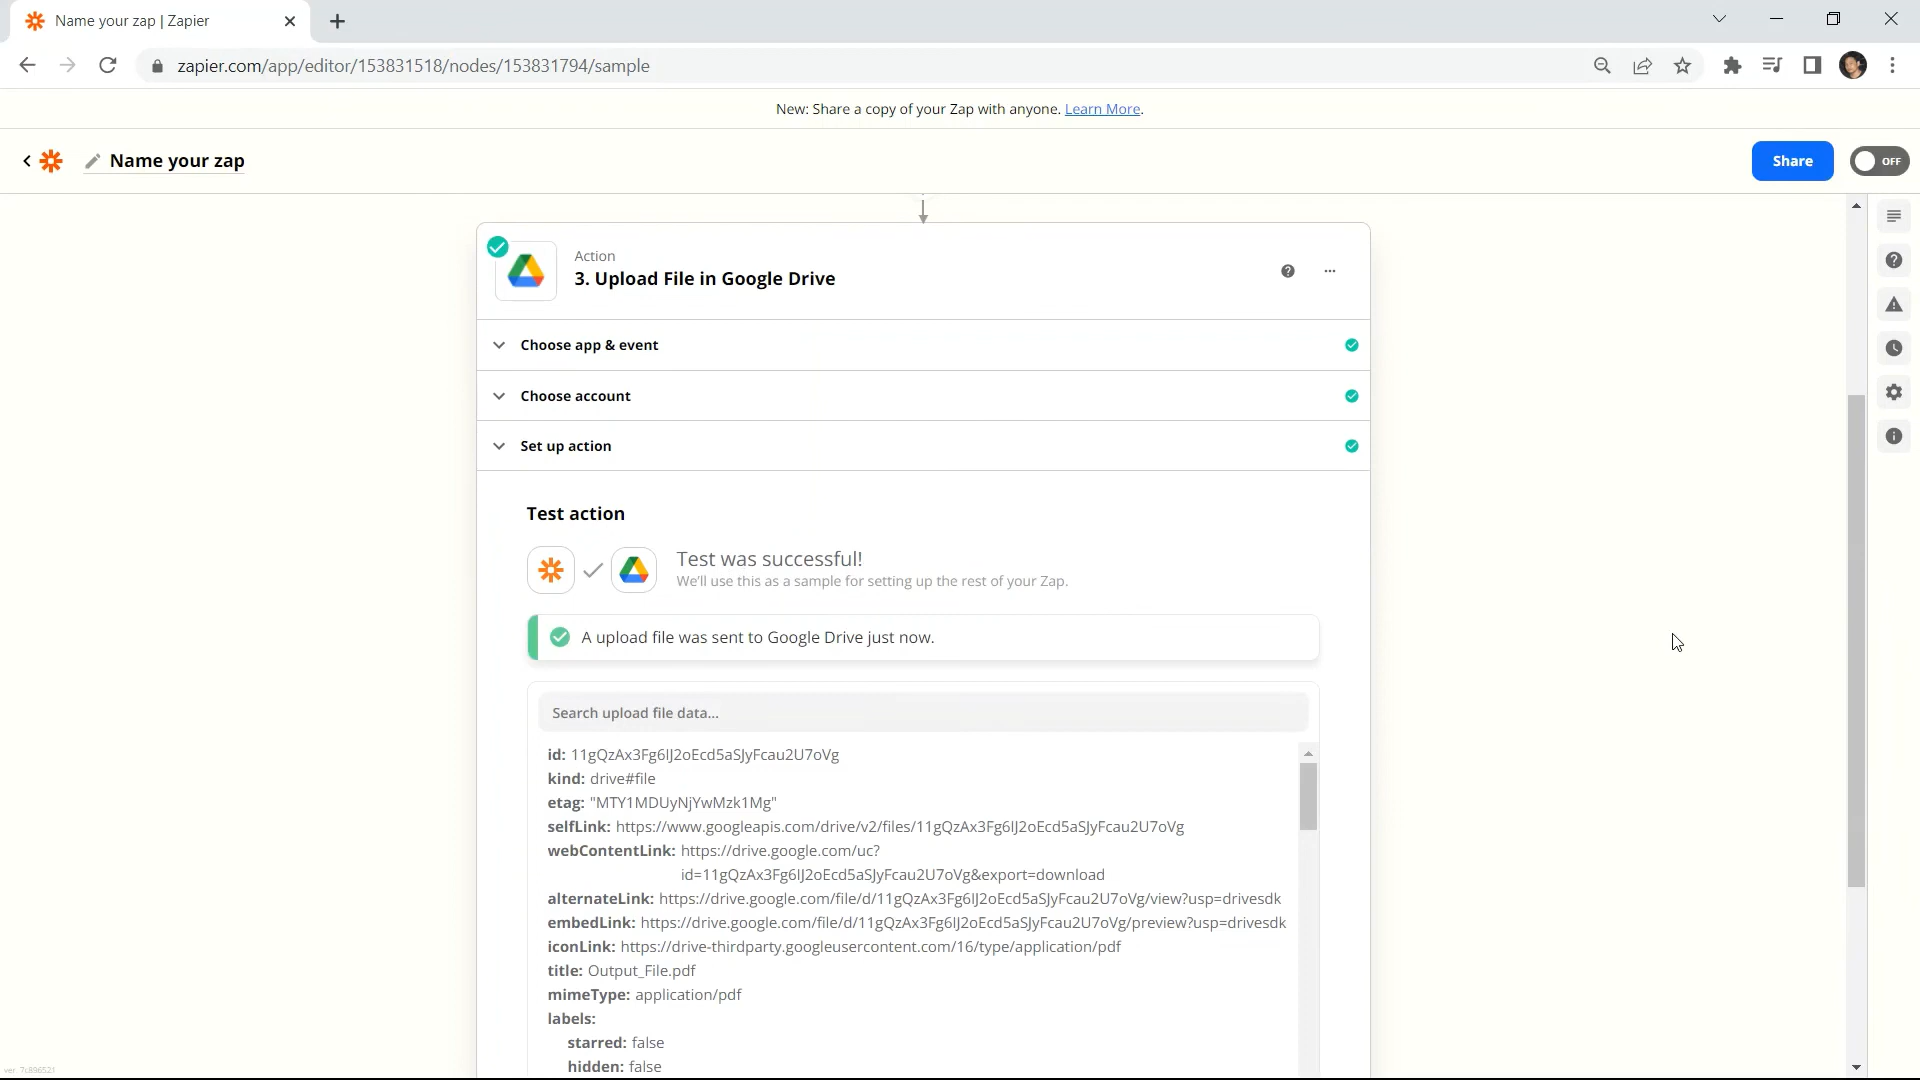 Name your zap | Zapier
zapier.com/app/editor/153831518/nodes/153831794/sample
New: Share a copy of your Zap with anyone. Learn More.
Name your zap
Share
OFF
Action
3. Upload File in Google Drive
Choose app & event
Choose account
Set up action
Test action
Test was successful!
We'll use this as a sample for setting up the rest of your Zap.
A upload file was sent to Google Drive just now.
Search upload file data...
id: 11gQzAx3Fg6lJ2oEcd5aSJyFcau2U7oVg
kind: drive#file
etag: "MTY1MDUyNjYwMzk1Mg"
selfLink: https://www.googleapis.com/drive/v2/files/11gQzAx3Fg6lJ2oEcd5aSJyFcau2U7oVg
webContentLink: https://drive.google.com/uc?
id=11gQzAx3Fg6lJ2oEcd5aSJyFcau2U7oVg&export=download
alternateLink: https://drive.google.com/file/d/11gQzAx3Fg6lJ2oEcd5aSJyFcau2U7oVg/view?usp=drivesdk
embedLink: https://drive.google.com/file/d/11gQzAx3Fg6lJ2oEcd5aSJyFcau2U7oVg/preview?usp=drivesdk
iconLink: https://drive-thirdparty.googleusercontent.com/16/type/application/pdf
title: Output_File.pdf
mimeType: application/pdf
labels:
starred: false
hidden: false
ver. 7c896521